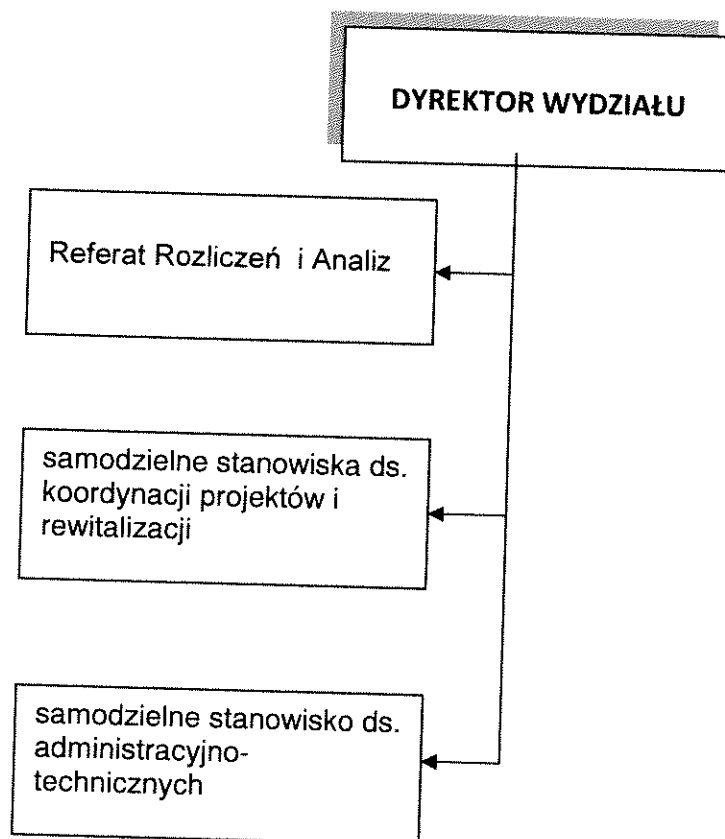 DYREKTOR WYDZIAŁU
Referat Rozliczeń i Analiz
samodzielne stanowiska ds.
koordynacji projektów i
rewitalizacji
samodzielne stanowisko ds.
administracyjno-
technicznych